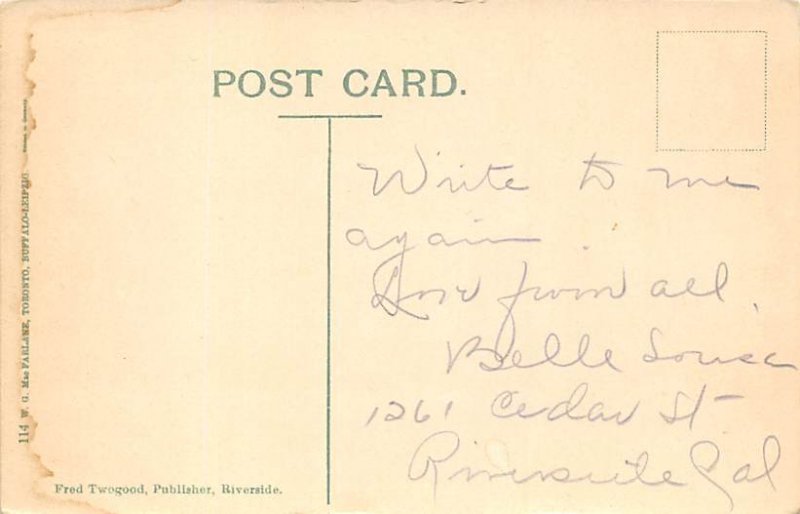 POST CARD.
Write to me
again.
Love from all.
Belle Louise
1261 Cedar St
Riverside Cal
Fred Twogood, Publisher, Riverside.
114 W. G. MacFARLANE, TORONTO, BUFFALO-LEIPZIG